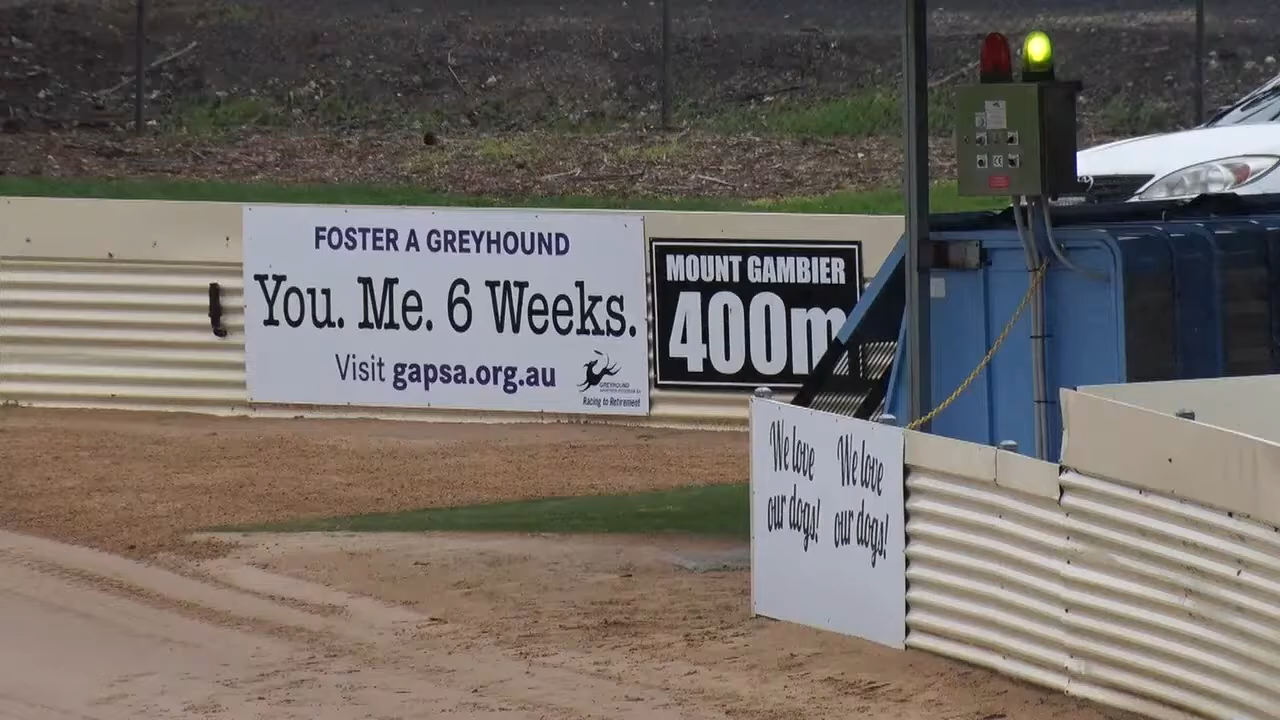 FOSTER A GREYHOUND
You. Me. 6 Weeks.
Visit gapsa.org.au
GREYHOUND
Racing to Retirement
MOUNT GAMBIER
400m
We love
our dogs!
We love
our dogs!